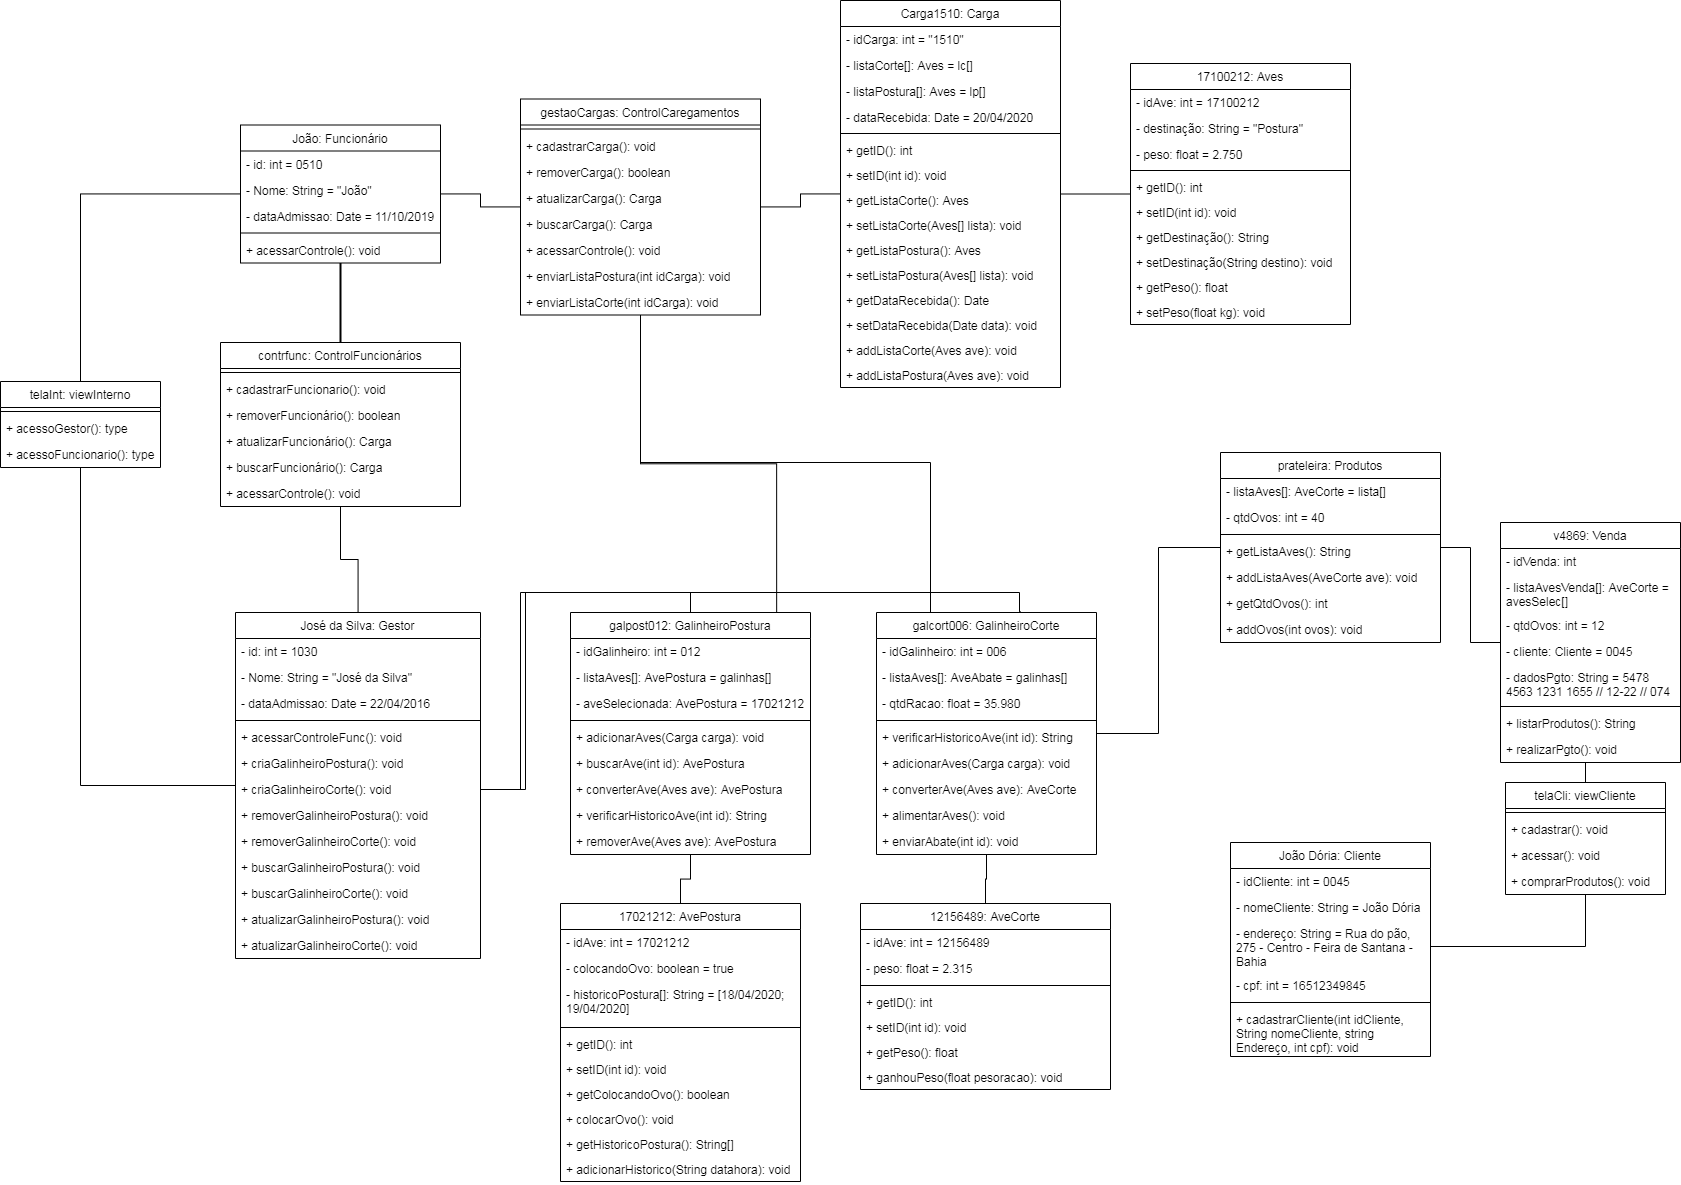 Carga1510: Carga
- idCarga: int = "1510"
- listaCorte[]: Aves = lc[]
- listaPostura[]: Aves = lp[]
- dataRecebida: Date = 20/04/2020
+ getID(): int
+ setID(int id): void
+ getListaCorte(): Aves
+ setListaCorte(Aves[] lista): void
+ getListaPostura(): Aves
+ setListaPostura(Aves[] lista): void
+ getDataRecebida(): Date
+ setDataRecebida(Date data): void
+ addListaCorte(Aves ave): void
+ addListaPostura(Aves ave): void
17100212: Aves
- idAve: int = 17100212
- destinação: String = "Postura"
- peso: float = 2.750
+ getID(): int
+ setID(int id): void
+ getDestinação(): String
+ setDestinação(String destino): void
+ getPeso(): float
+ setPeso(float kg): void
gestaoCargas: ControlCaregamentos
+ cadastrarCarga(): void
+ removerCarga(): boolean
+ atualizarCarga(): Carga
+ buscarCarga(): Carga
+ acessarControle(): void
+ enviarListaPostura(int idCarga): void
+ enviarListaCorte(int idCarga): void
João: Funcionário
- id: int = 0510
- Nome: String = "João"
- dataAdmissao: Date = 11/10/2019
+ acessarControle(): void
contrfunc: ControlFuncionários
+ cadastrarFuncionario(): void
+ removerFuncionário(): boolean
+ atualizarFuncionário(): Carga
+ buscarFuncionário(): Carga
+ acessarControle(): void
telaInt: viewInterno
+ acessoGestor(): type
+ acessoFuncionario(): type
prateleira: Produtos
- listaAves[]: AveCorte = lista[]
- qtdOvos: int = 40
+ getListaAves(): String
+ addListaAves(AveCorte ave): void
+ getQtdOvos(): int
+ addOvos(int ovos): void
v4869: Venda
- idVenda: int
- listaAvesVenda[]: AveCorte =
avesSelec[]
- qtdOvos: int = 12
- cliente: Cliente = 0045
- dadosPgto: String = 5478
4563 1231 1655 // 12-22 // 074
+ listarProdutos(): String
+ realizarPgto(): void
José da Silva: Gestor
- id: int = 1030
- Nome: String = "José da Silva"
- dataAdmissao: Date = 22/04/2016
+ acessarControleFunc(): void
+ criaGalinheiroPostura(): void
+ criaGalinheiroCorte(): void
+ removerGalinheiroPostura(): void
+ removerGalinheiroCorte(): void
+ buscarGalinheiroPostura(): void
+ buscarGalinheiroCorte(): void
+ atualizarGalinheiroPostura(): void
+ atualizarGalinheiroCorte(): void
galpost012: GalinheiroPostura
- idGalinheiro: int = 012
- listaAves[]: AvePostura = galinhas[]
- aveSelecionada: AvePostura = 17021212
+ adicionarAves(Carga carga): void
+ buscarAve(int id): AvePostura
+ converterAve(Aves ave): AvePostura
+ verificarHistoricoAve(int id): String
+ removerAve(Aves ave): AvePostura
galcort006: GalinheiroCorte
- idGalinheiro: int = 006
- listaAves[]: AveAbate = galinhas[]
- qtdRacao: float = 35.980
+ verificarHistoricoAve(int id): String
+ adicionarAves(Carga carga): void
+ converterAve(Aves ave): AveCorte
+ alimentarAves(): void
+ enviarAbate(int id): void
telaCli: viewCliente
+ cadastrar(): void
+ acessar(): void
+ comprarProdutos(): void
João Dória: Cliente
- idCliente: int = 0045
- nomeCliente: String = João Dória
- endereço: String = Rua do pão,
275 - Centro - Feira de Santana -
Bahia
- cpf: int = 16512349845
+ cadastrarCliente(int idCliente,
String nomeCliente, string
Endereço, int cpf): void
17021212: AvePostura
- idAve: int = 17021212
- colocandoOvo: boolean = true
- historicoPostura[]: String = [18/04/2020;
19/04/2020]
+ getID(): int
+ setID(int id): void
+ getColocandoOvo(): boolean
+ colocarOvo(): void
+ getHistoricoPostura(): String[]
+ adicionarHistorico(String datahora): void
12156489: AveCorte
- idAve: int = 12156489
- peso: float = 2.315
+ getID(): int
+ setID(int id): void
+ getPeso(): float
+ ganhouPeso(float pesoracao): void